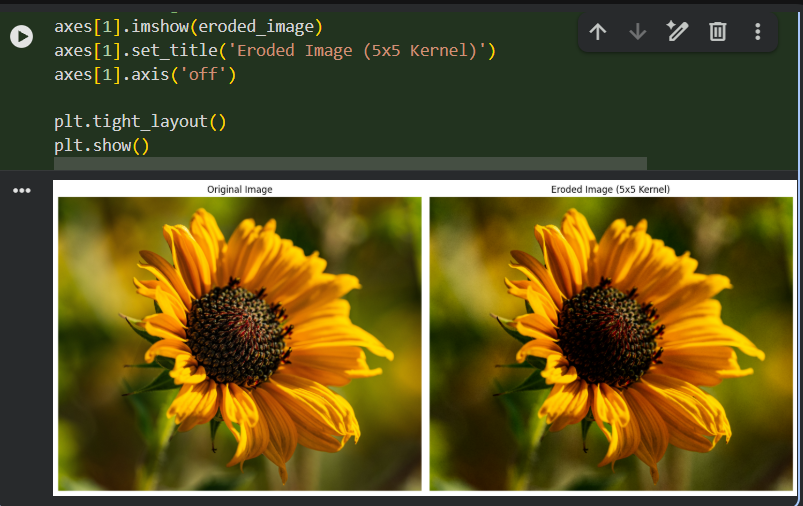 axes[1].imshow(eroded_image)
axes[1].set_title('Eroded Image (5x5 Kernel)')
axes[1].axis('off')
plt.tight_layout()
plt.show()
Original Image
Eroded Image (5x5 Kernel)